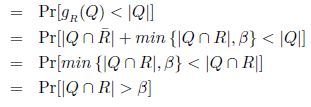 = Pr[g_R(Q) < |Q|]
= Pr[|Q ∩ R̄| + min {|Q ∩ R|, β} < |Q|]
= Pr[min {|Q ∩ R|, β} < |Q ∩ R|]
= Pr[|Q ∩ R| > β]